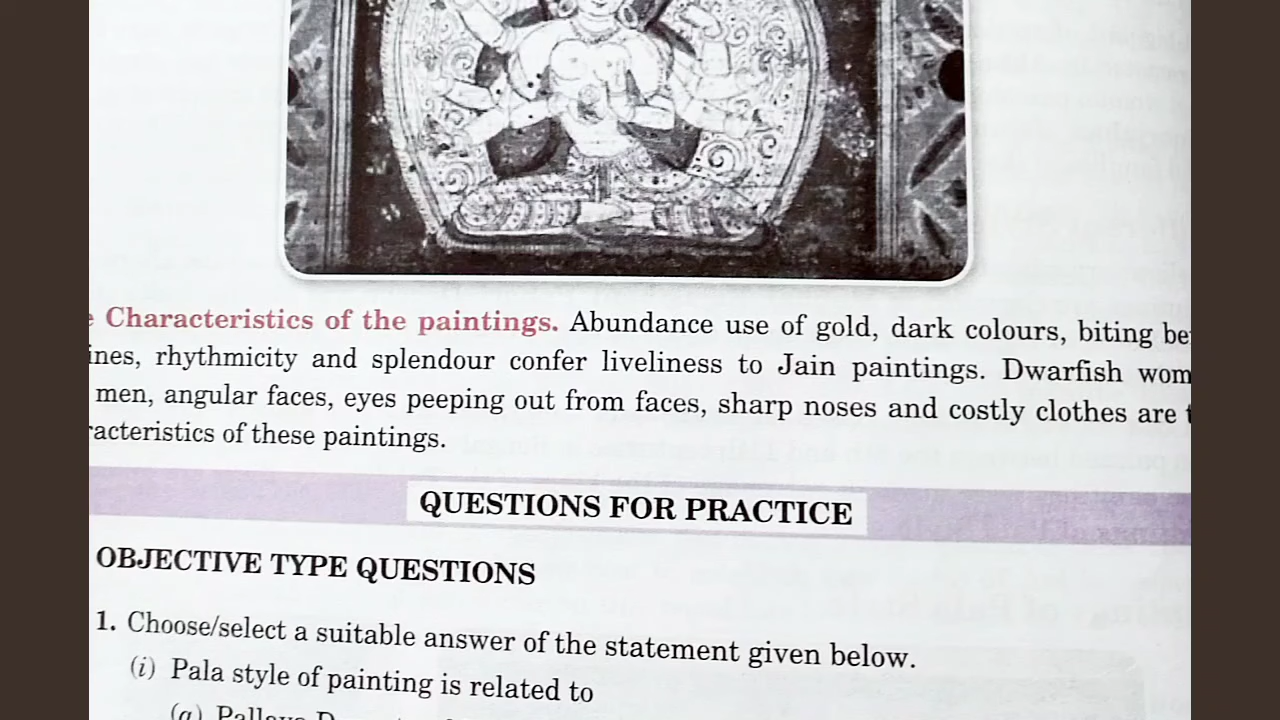 Characteristics of the paintings. Abundance use of gold, dark colours, biting
rhythmicity and splendour confer liveliness to Jain paintings. Dwarfish
men, angular faces, eyes peeping out from faces, sharp noses and costly clothes are
of these paintings.
QUESTIONS FOR PRACTICE
OBJECTIVE TYPE QUESTIONS
1. Choose/select a suitable answer of the statement given below.
(i) Pala style of painting is related to
(a)